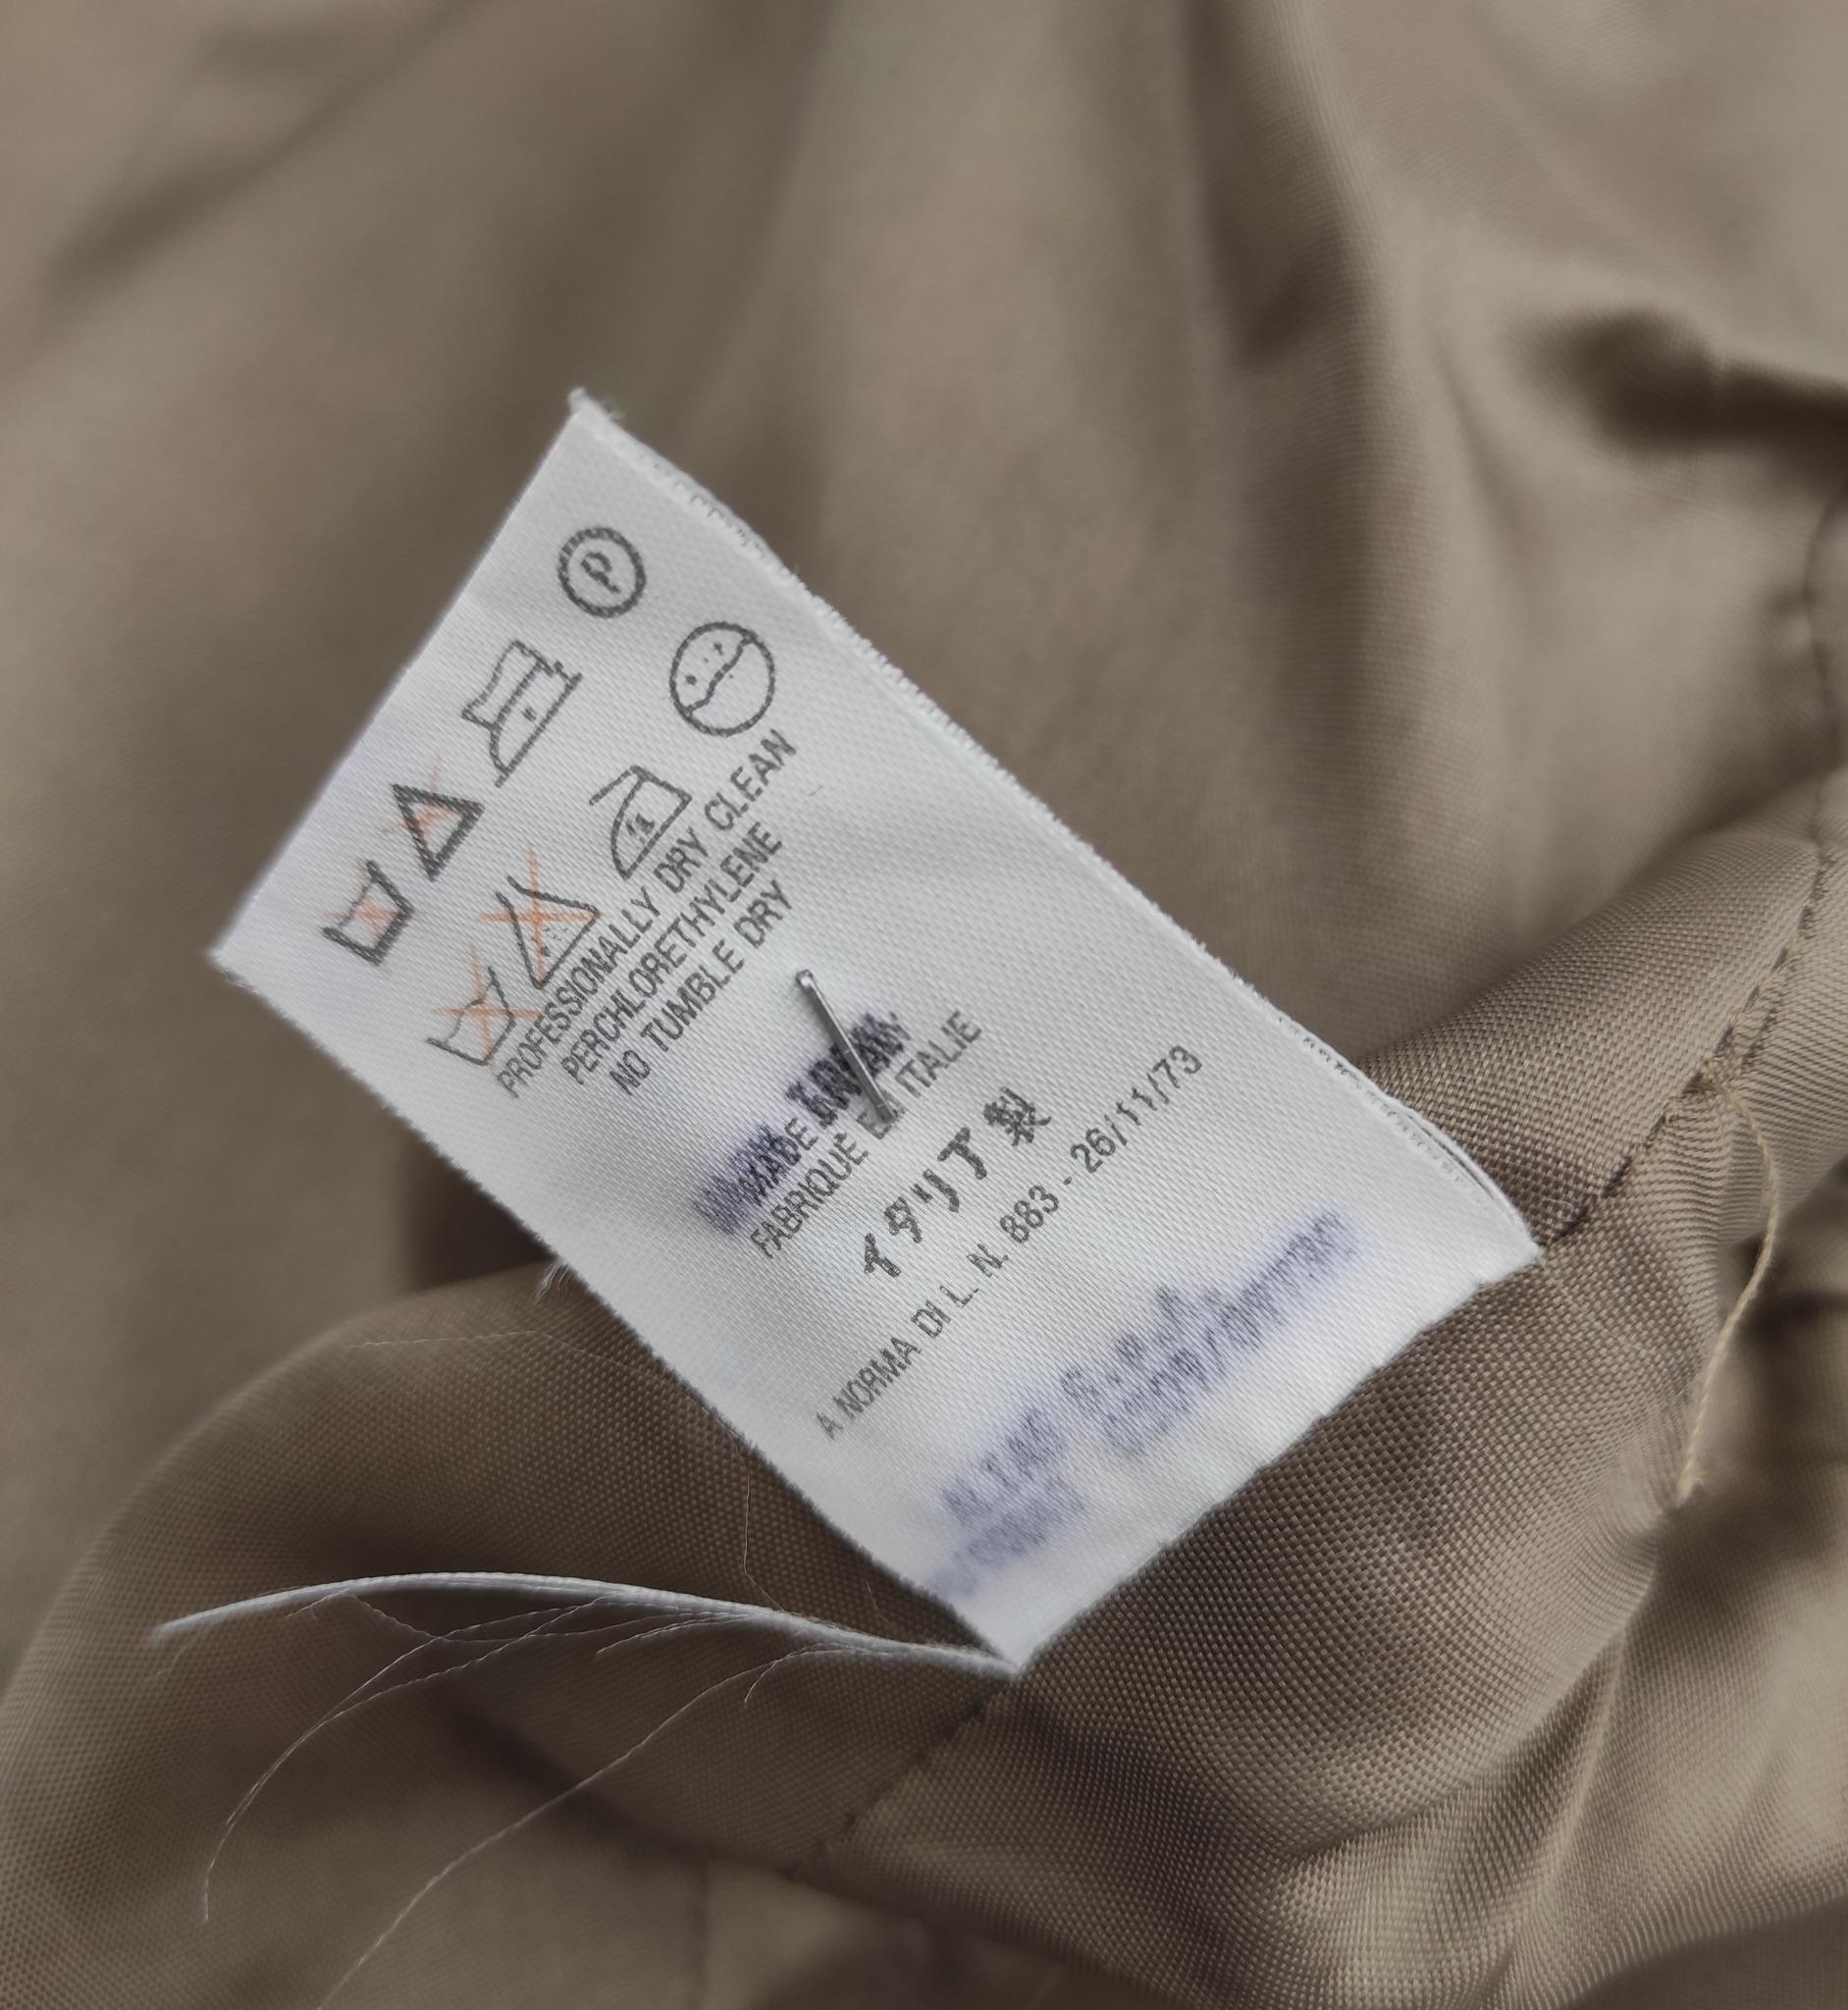 P
PROFESSIONALLY DRY CLEAN
PERCHLORETHYLENE
NO TUMBLE DRY
MADE
FABRIQUÉ EN ITALIE
イタリア製
A NORMA DI L. N. 883 - 26/11/73
S.p.A.